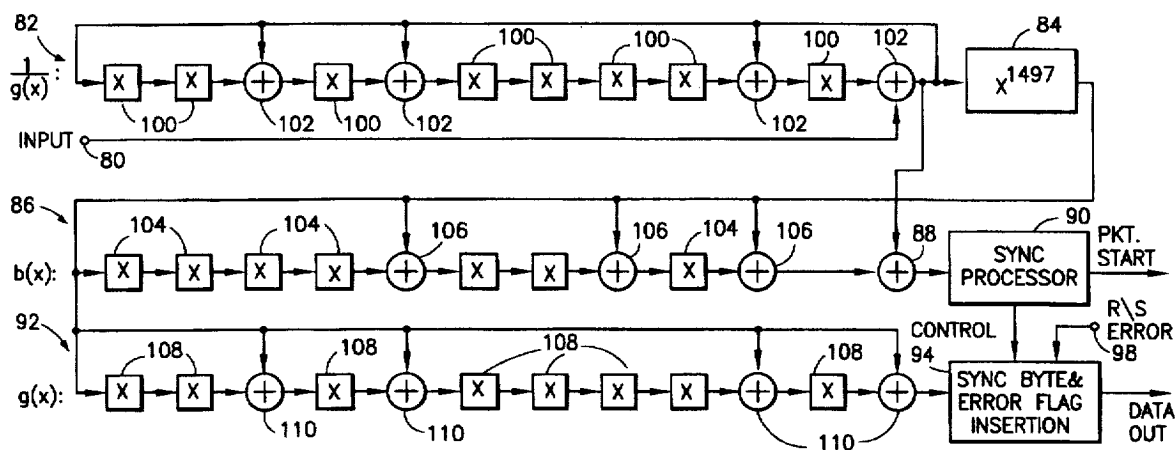 82 100 100 100 102 84
1/g(x): X X + X + X X X X + X + X^1497
100 102 100 102 102
INPUT 80
86 104 104 106 106 104 106 88 90
b(x): X X X X + X X + X + + SYNC PROCESSOR PKT. START
92 108 108 108 108 CONTROL 94 R\S ERROR 98
g(x): X X + X + X X X X + X + SYNC BYTE& ERROR FLAG INSERTION DATA OUT
110 110 110